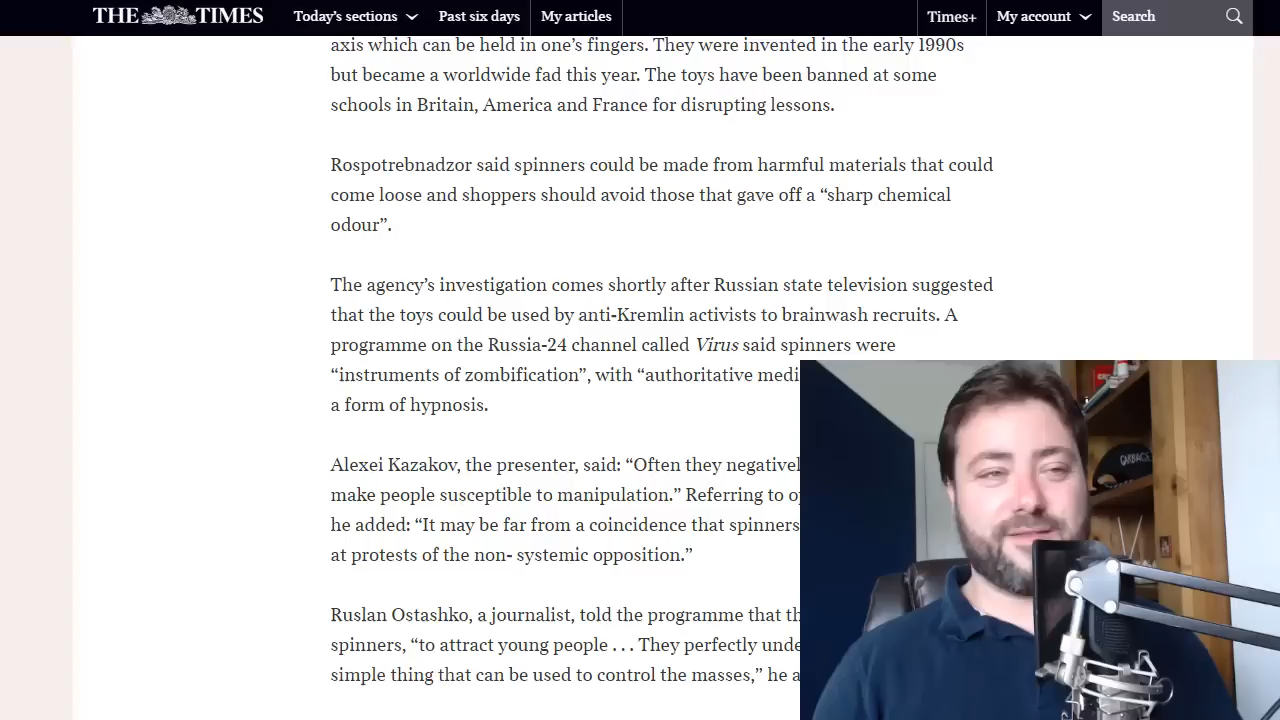 THE TIMES Today's sections Past six days My articles Times+ My account Search
axis which can be held in one's fingers. They were invented in the early 1990s
but became a worldwide fad this year. The toys have been banned at some
schools in Britain, America and France for disrupting lessons.
Rospotrebnadzor said spinners could be made from harmful materials that could
come loose and shoppers should avoid those that gave off a “sharp chemical
odour”.
The agency’s investigation comes shortly after Russian state television suggested
that the toys could be used by anti-Kremlin activists to brainwash recruits. A
programme on the Russia-24 channel called Virus said spinners were
“instruments of zombification”, with “authoritative medi
a form of hypnosis.
Alexei Kazakov, the presenter, said: “Often they negativel
make people susceptible to manipulation.” Referring to o
he added: “It may be far from a coincidence that spinners
at protests of the non- systemic opposition.”
Ruslan Ostashko, a journalist, told the programme that th
spinners, “to attract young people . . . They perfectly unde
simple thing that can be used to control the masses,” he a
GARBAGE